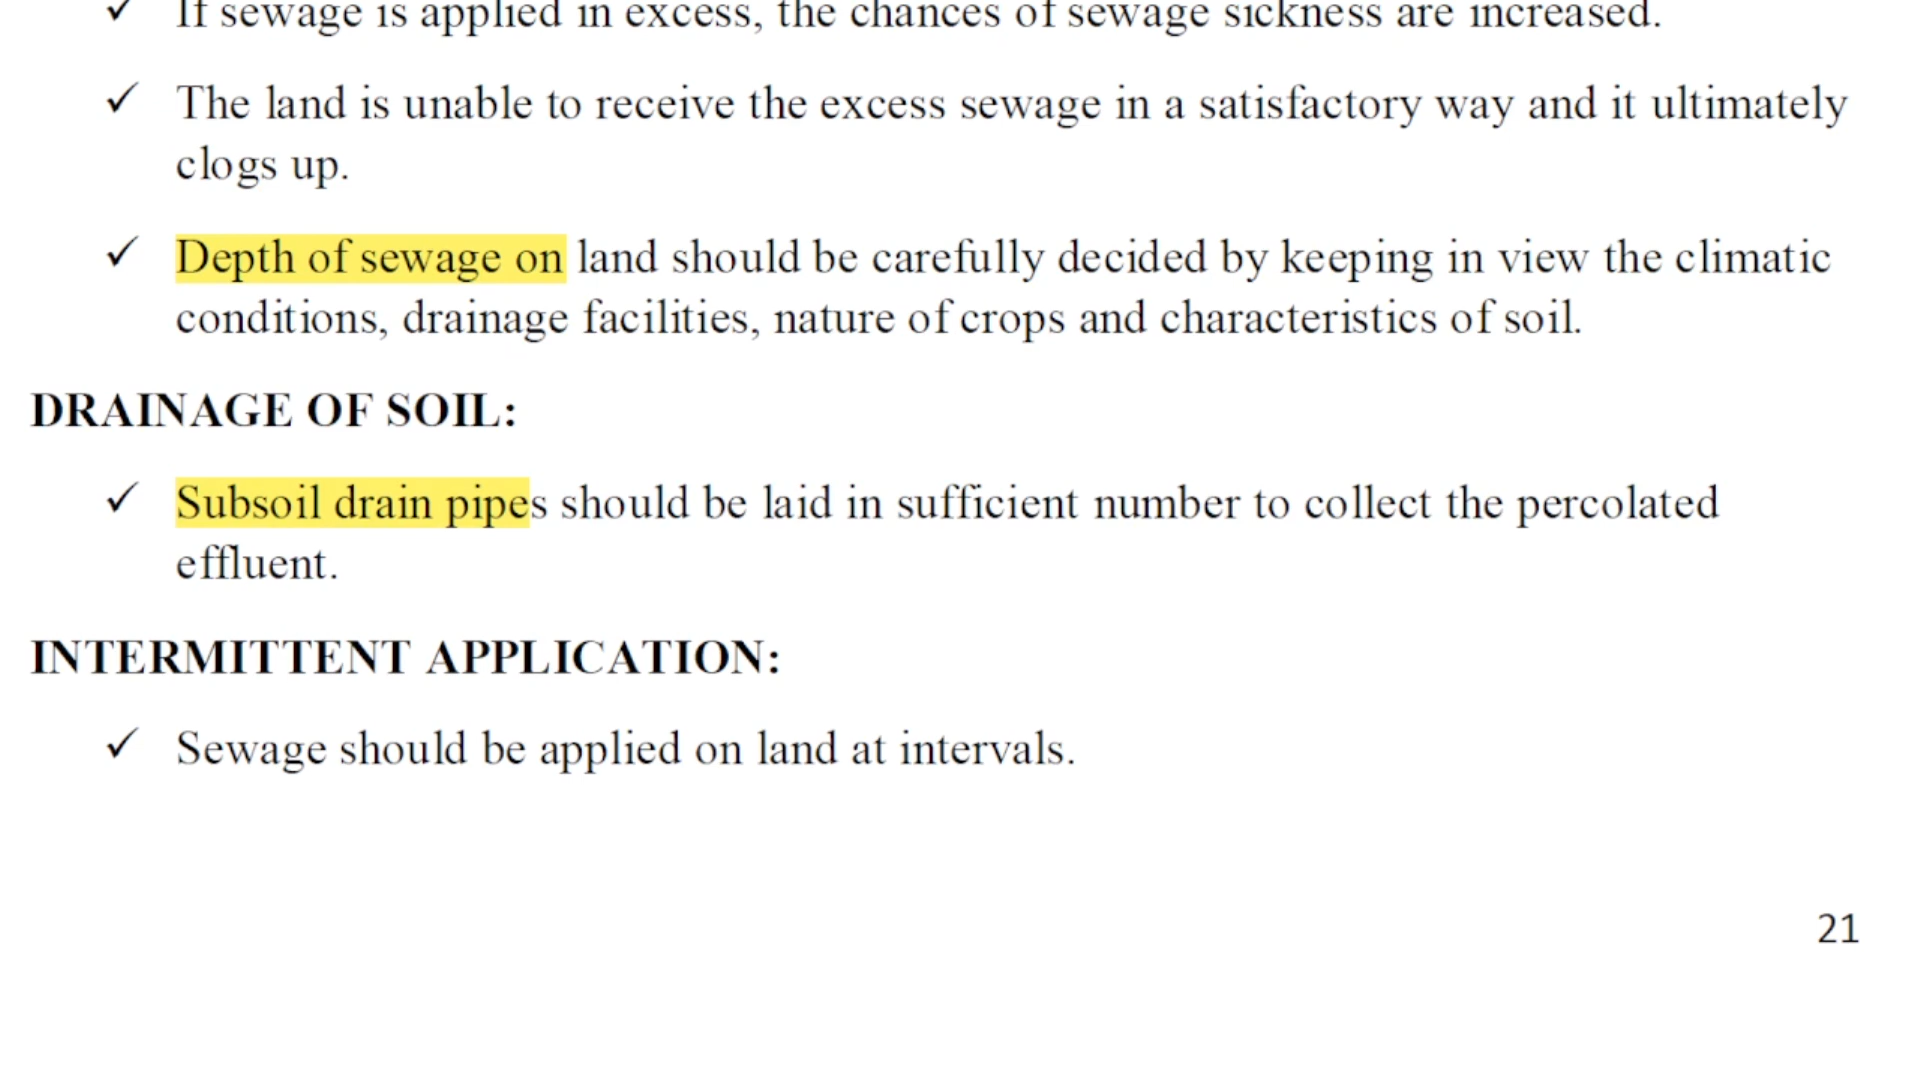 ✓ If sewage is applied in excess, the chances of sewage sickness are increased.
✓ The land is unable to receive the excess sewage in a satisfactory way and it ultimately
clogs up.
✓ Depth of sewage on land should be carefully decided by keeping in view the climatic
conditions, drainage facilities, nature of crops and characteristics of soil.
DRAINAGE OF SOIL:
✓ Subsoil drain pipes should be laid in sufficient number to collect the percolated
effluent.
INTERMITTENT APPLICATION:
✓ Sewage should be applied on land at intervals.
21